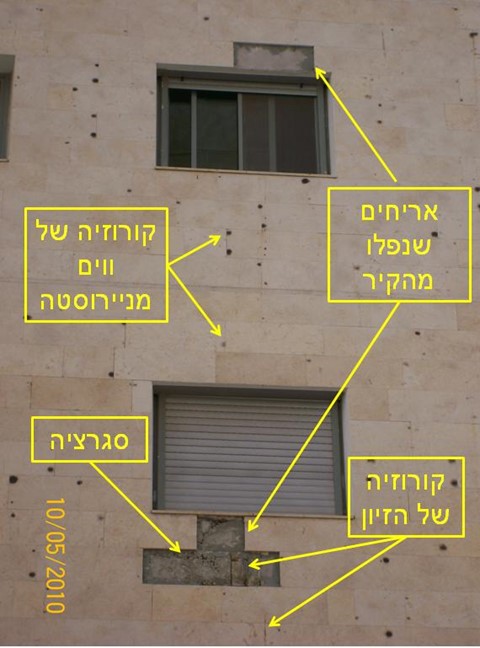 אריחים
שנפלו
מהקיר
קורוזיה של
ווים
מניירוסטה
סגרציה
קורוזיה
של הזיון
10/05/2010